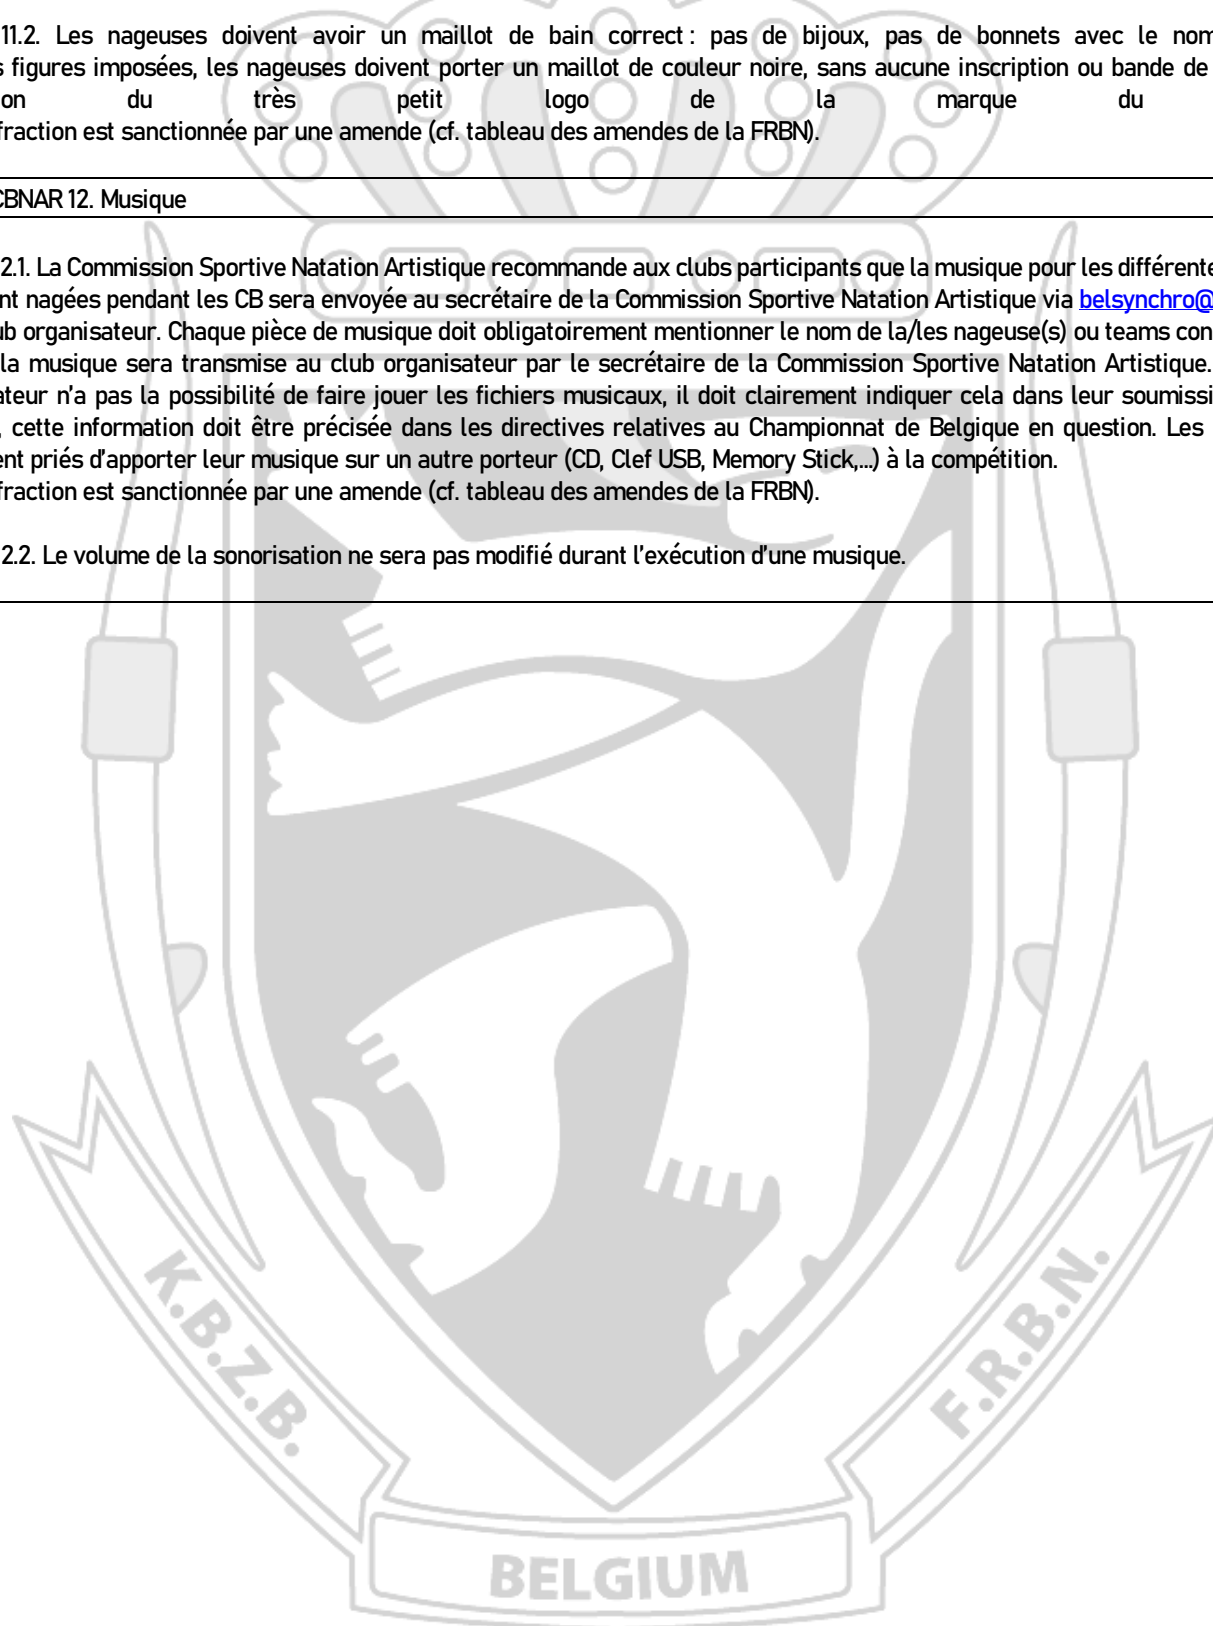 11.2. Les nageuses doivent avoir un maillot de bain correct : pas de bijoux, pas de bonnets avec le nom
s figures imposées, les nageuses doivent porter un maillot de couleur noire, sans aucune inscription ou bande de
on du très petit logo de la marque du
fraction est sanctionnée par une amende (cf. tableau des amendes de la FRBN).
CBNAR 12. Musique
2.1. La Commission Sportive Natation Artistique recommande aux clubs participants que la musique pour les différente
nt nagées pendant les CB sera envoyée au secrétaire de la Commission Sportive Natation Artistique via belsynchro@
ub organisateur. Chaque pièce de musique doit obligatoirement mentionner le nom de la/les nageuse(s) ou teams con
la musique sera transmise au club organisateur par le secrétaire de la Commission Sportive Natation Artistique.
ateur n'a pas la possibilité de faire jouer les fichiers musicaux, il doit clairement indiquer cela dans leur soumissi
, cette information doit être précisée dans les directives relatives au Championnat de Belgique en question. Les
ent priés d'apporter leur musique sur un autre porteur (CD, Clef USB, Memory Stick,...) à la compétition.
fraction est sanctionnée par une amende (cf. tableau des amendes de la FRBN).
2.2. Le volume de la sonorisation ne sera pas modifié durant l'exécution d'une musique.
K.B.Z.B.
F.R.B.N.
BELGIUM